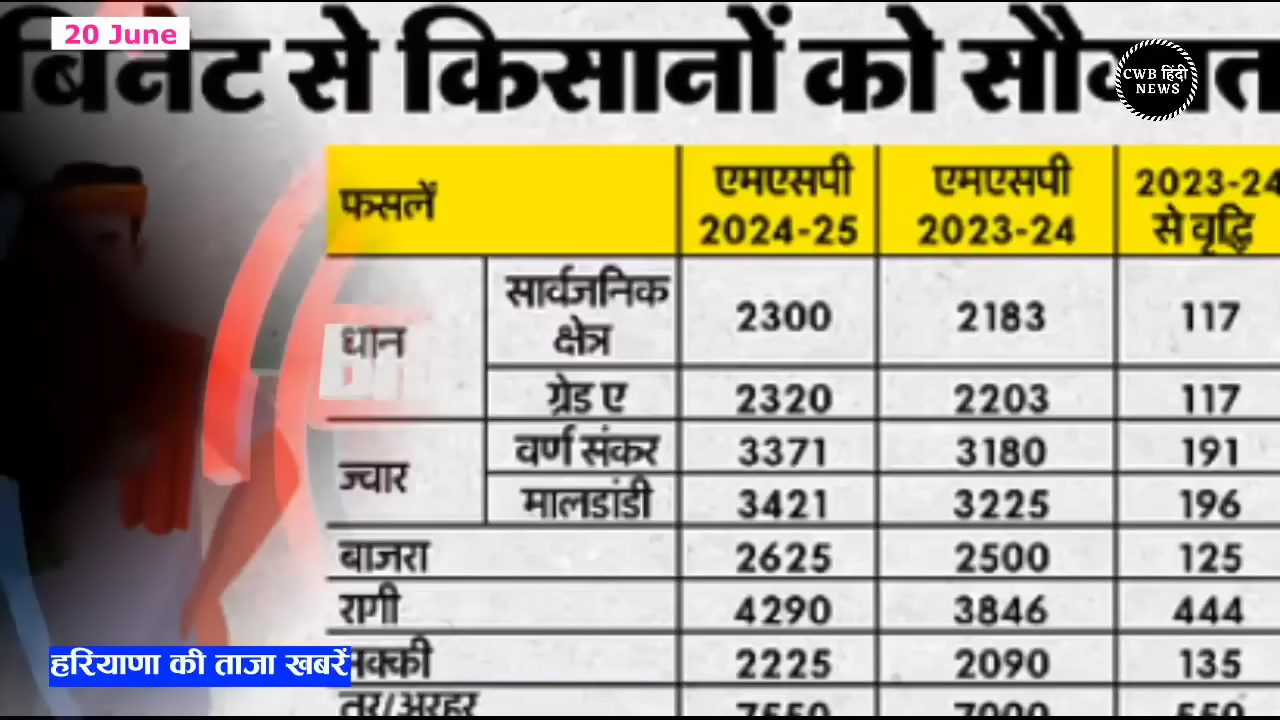 20 June
से किसानों को
CWB हिंदी
NEWS
फसलें
एमएसपी
2024-25
एमएसपी
2023-24
2023-24
से वृद्धि
धान
सार्वजनिक
क्षेत्र
2300
2183
117
ग्रेड ए
2320
2203
117
ज्वार
वर्ण संकर
3371
3180
191
मालडांडी
3421
3225
196
बाजरा
2625
2500
125
रागी
4290
3846
444
हरियाणा की ताजा खबरें
2225
2090
135
तुर/अरहर
7550
7000
550